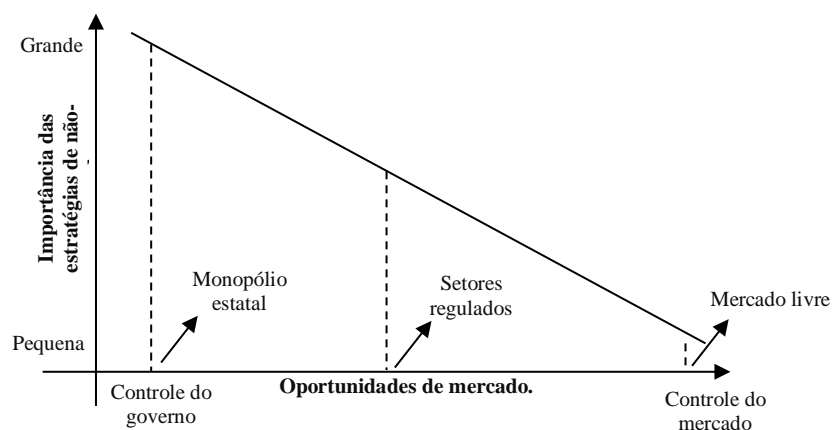 Grande
Importância das
estratégias de não-
Pequena
Monopólio
estatal
Setores
regulados
Mercado livre
Controle do
governo
Oportunidades de mercado.
Controle do
mercado